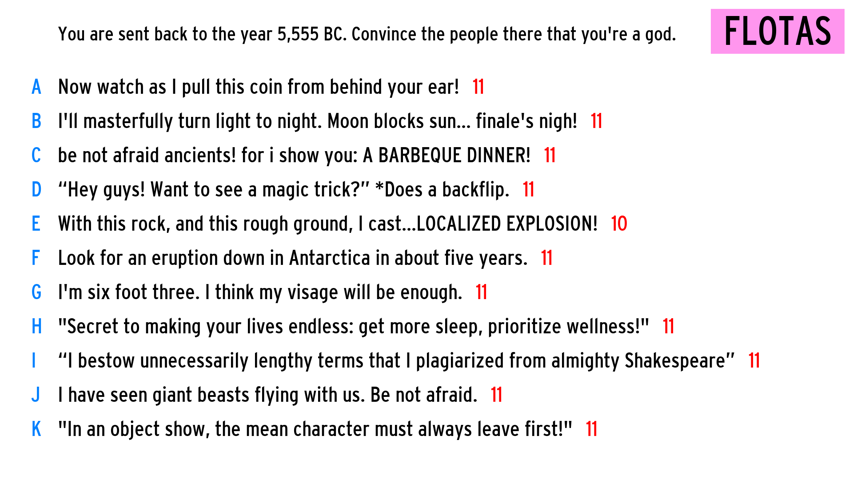 You are sent back to the year 5,555 BC. Convince the people there that you're a god.
FLOTAS
A Now watch as I pull this coin from behind your ear! 11
B I'll masterfully turn light to night. Moon blocks sun... finale's nigh! 11
C be not afraid ancients! for i show you: A BARBEQUE DINNER! 11
D “Hey guys! Want to see a magic trick?” *Does a backflip. 11
E With this rock, and this rough ground, I cast...LOCALIZED EXPLOSION! 10
F Look for an eruption down in Antarctica in about five years. 11
G I'm six foot three. I think my visage will be enough. 11
H "Secret to making your lives endless: get more sleep, prioritize wellness!" 11
I “I bestow unnecessarily lengthy terms that I plagiarized from almighty Shakespeare” 11
J I have seen giant beasts flying with us. Be not afraid. 11
K "In an object show, the mean character must always leave first!" 11